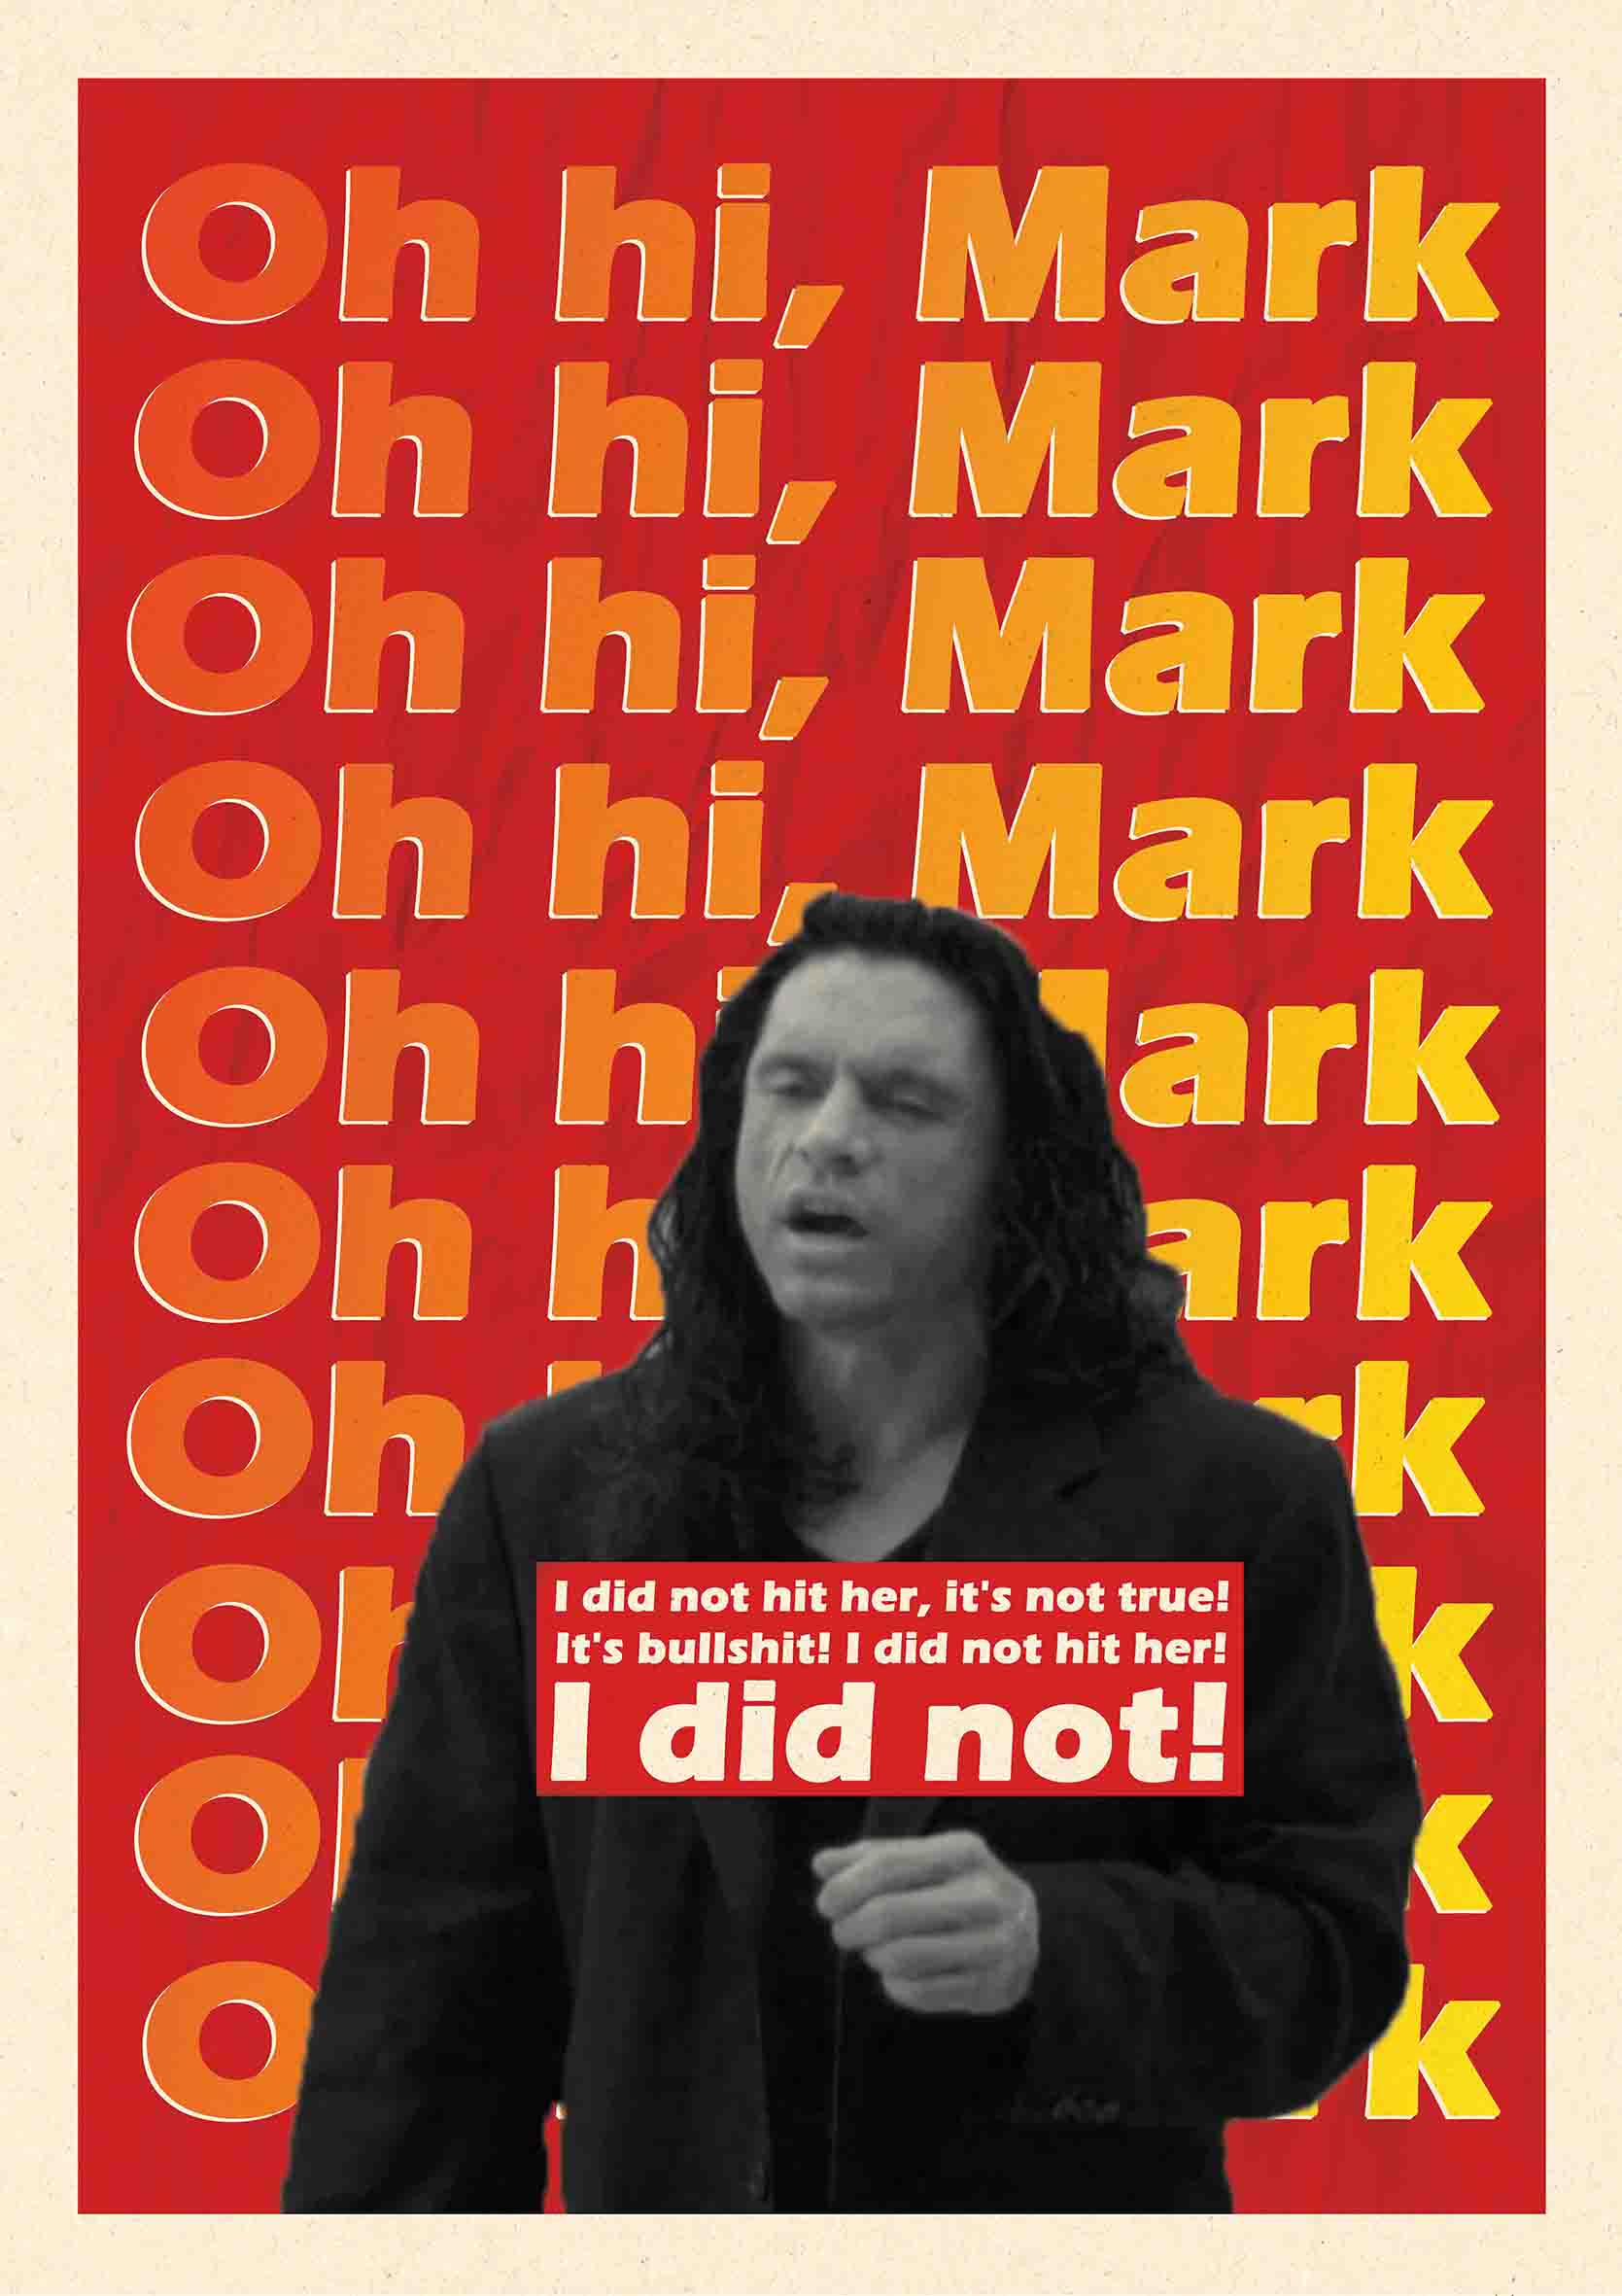 Oh hi, Mark
Oh hi, Mark
Oh hi, Mark
Oh hi, Mark
Oh
Oh
Oh
I did not hit her, it's not true!
It's bullshit! I did not hit her!
I did not!